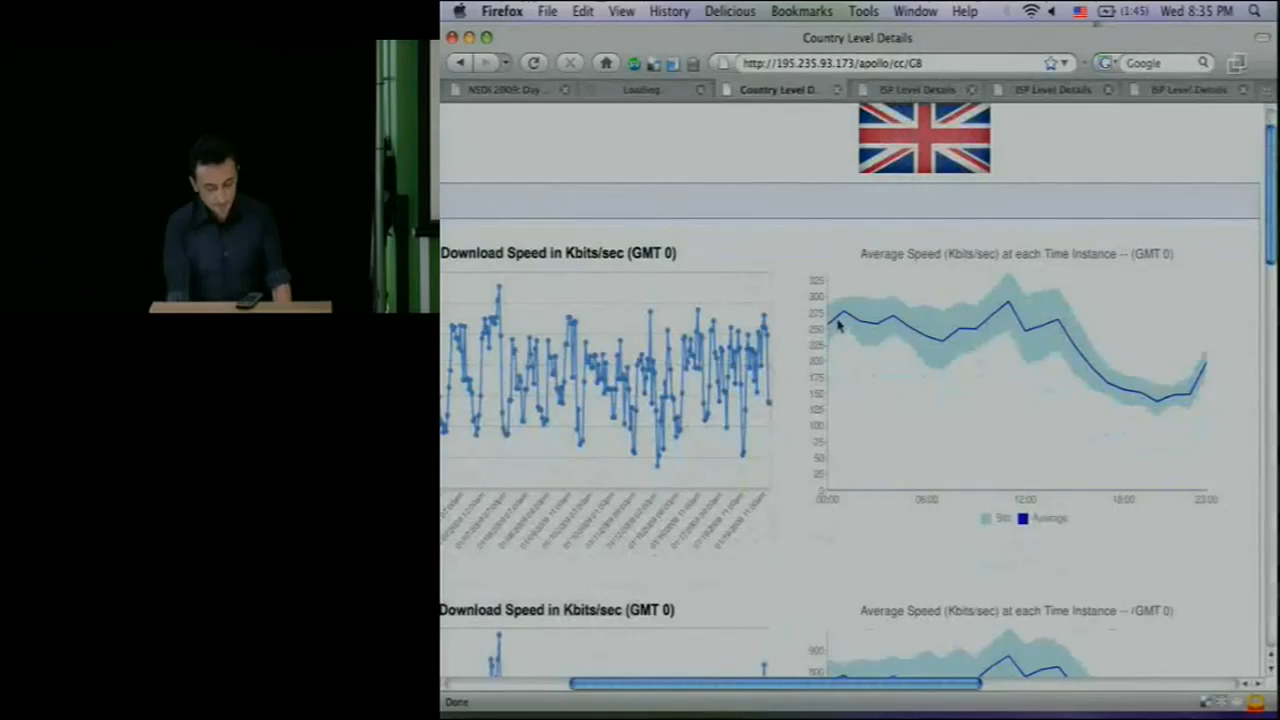 Firefox File Edit View History Delicious Bookmarks Tools Window Help (1:45) Wed 8:35 PM
Country Level Details
http://195.235.93.173/apollo/cc/GB
Google
NSDI 2009: Day... Loading Country Level D... ISP Level Details ISP Level Details ISP Level Details
Download Speed in Kbits/sec (GMT 0)
Average Speed (Kbits/sec) at each Time Instance -- (GMT 0)
325
300
275
250
225
200
175
150
125
100
75
50
25
0
00:00 06:00 12:00 18:00 23:00
Std Average
Download Speed in Kbits/sec (GMT 0)
Average Speed (Kbits/sec) at each Time Instance -- (GMT 0)
900
800
Done